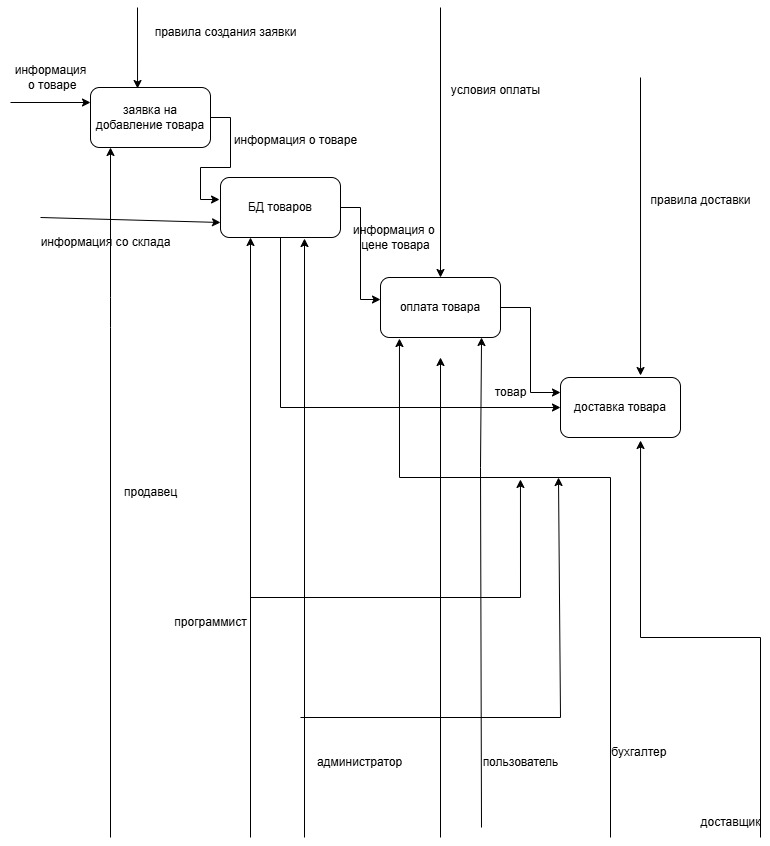 правила создания заявки
информация
о товаре
условия оплаты
заявка на
добавление товара
информация о товаре
правила доставки
БД товаров
информация о
цене товара
информация со склада
оплата товара
товар
доставка товара
продавец
программист
бухгалтер
администратор
пользователь
доставщик